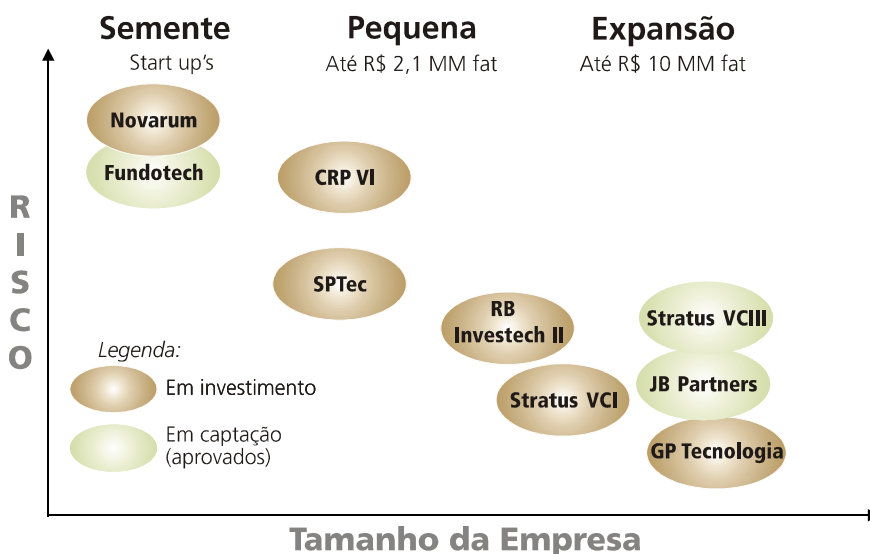 Semente
Start up's
Pequena
Até R$ 2,1 MM fat
Expansão
Até R$ 10 MM fat
RISCO
Novarum
Fundotech
CRP VI
SPTec
RB
Investech II
Stratus VCI
Stratus VCIII
JB Partners
GP Tecnologia
Legenda:
Em investimento
Em captação
(aprovados)
Tamanho da Empresa